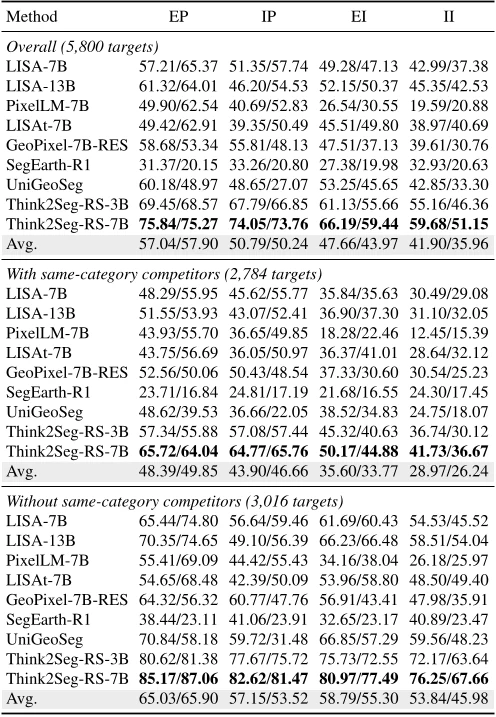 Method EP IP EI II
Overall (5,800 targets)
LISA-7B 57.21/65.37 51.35/57.74 49.28/47.13 42.99/37.38
LISA-13B 61.32/64.01 46.20/54.53 52.15/50.37 45.35/42.53
PixelLM-7B 49.90/62.54 40.69/52.83 26.54/30.55 19.59/20.88
LISAt-7B 49.42/62.91 39.35/50.49 45.51/49.80 38.97/40.69
GeoPixel-7B-RES 58.68/53.34 55.81/48.13 47.51/37.13 39.61/30.76
SegEarth-R1 31.37/20.15 33.26/20.80 27.38/19.98 32.93/20.63
UniGeoSeg 60.18/48.97 48.65/27.07 53.25/45.65 42.85/33.30
Think2Seg-RS-3B 69.45/68.57 67.79/66.85 61.13/55.66 55.16/46.36
Think2Seg-RS-7B 75.84/75.27 74.05/73.76 66.19/59.44 59.68/51.15
Avg. 57.04/57.90 50.79/50.24 47.66/43.97 41.90/35.96
With same-category competitors (2,784 targets)
LISA-7B 48.29/55.95 45.62/55.77 35.84/35.63 30.49/29.08
LISA-13B 51.55/53.93 43.07/52.41 36.90/37.30 31.10/32.05
PixelLM-7B 43.93/55.70 36.65/49.85 18.28/22.46 12.45/15.39
LISAt-7B 43.75/56.69 36.05/50.97 36.37/41.01 28.64/32.12
GeoPixel-7B-RES 52.56/50.06 50.43/48.54 37.33/30.60 30.54/25.23
SegEarth-R1 23.71/16.84 24.81/17.19 21.68/16.55 24.30/17.45
UniGeoSeg 48.62/39.53 36.66/22.05 38.52/34.83 24.75/18.07
Think2Seg-RS-3B 57.34/55.88 57.08/57.44 45.32/40.63 36.74/30.12
Think2Seg-RS-7B 65.72/64.04 64.77/65.76 50.17/44.88 41.73/36.67
Avg. 48.39/49.85 43.90/46.66 35.60/33.77 28.97/26.24
Without same-category competitors (3,016 targets)
LISA-7B 65.44/74.80 56.64/59.46 61.69/60.43 54.53/45.52
LISA-13B 70.35/74.65 49.10/56.39 66.23/66.48 58.51/54.04
PixelLM-7B 55.41/69.09 44.42/55.43 34.16/38.04 26.18/25.97
LISAt-7B 54.65/68.48 42.39/50.09 53.96/58.80 48.50/49.40
GeoPixel-7B-RES 64.32/56.32 60.77/47.76 56.91/43.41 47.98/35.91
SegEarth-R1 38.44/23.11 41.06/23.91 32.65/23.17 40.89/23.47
UniGeoSeg 70.84/58.18 59.72/31.48 66.85/57.29 59.56/48.23
Think2Seg-RS-3B 80.62/81.38 77.67/75.72 75.73/72.55 72.17/63.64
Think2Seg-RS-7B 85.17/87.06 82.62/81.47 80.97/77.49 76.25/67.66
Avg. 65.03/65.90 57.15/53.52 58.79/55.30 53.84/45.98